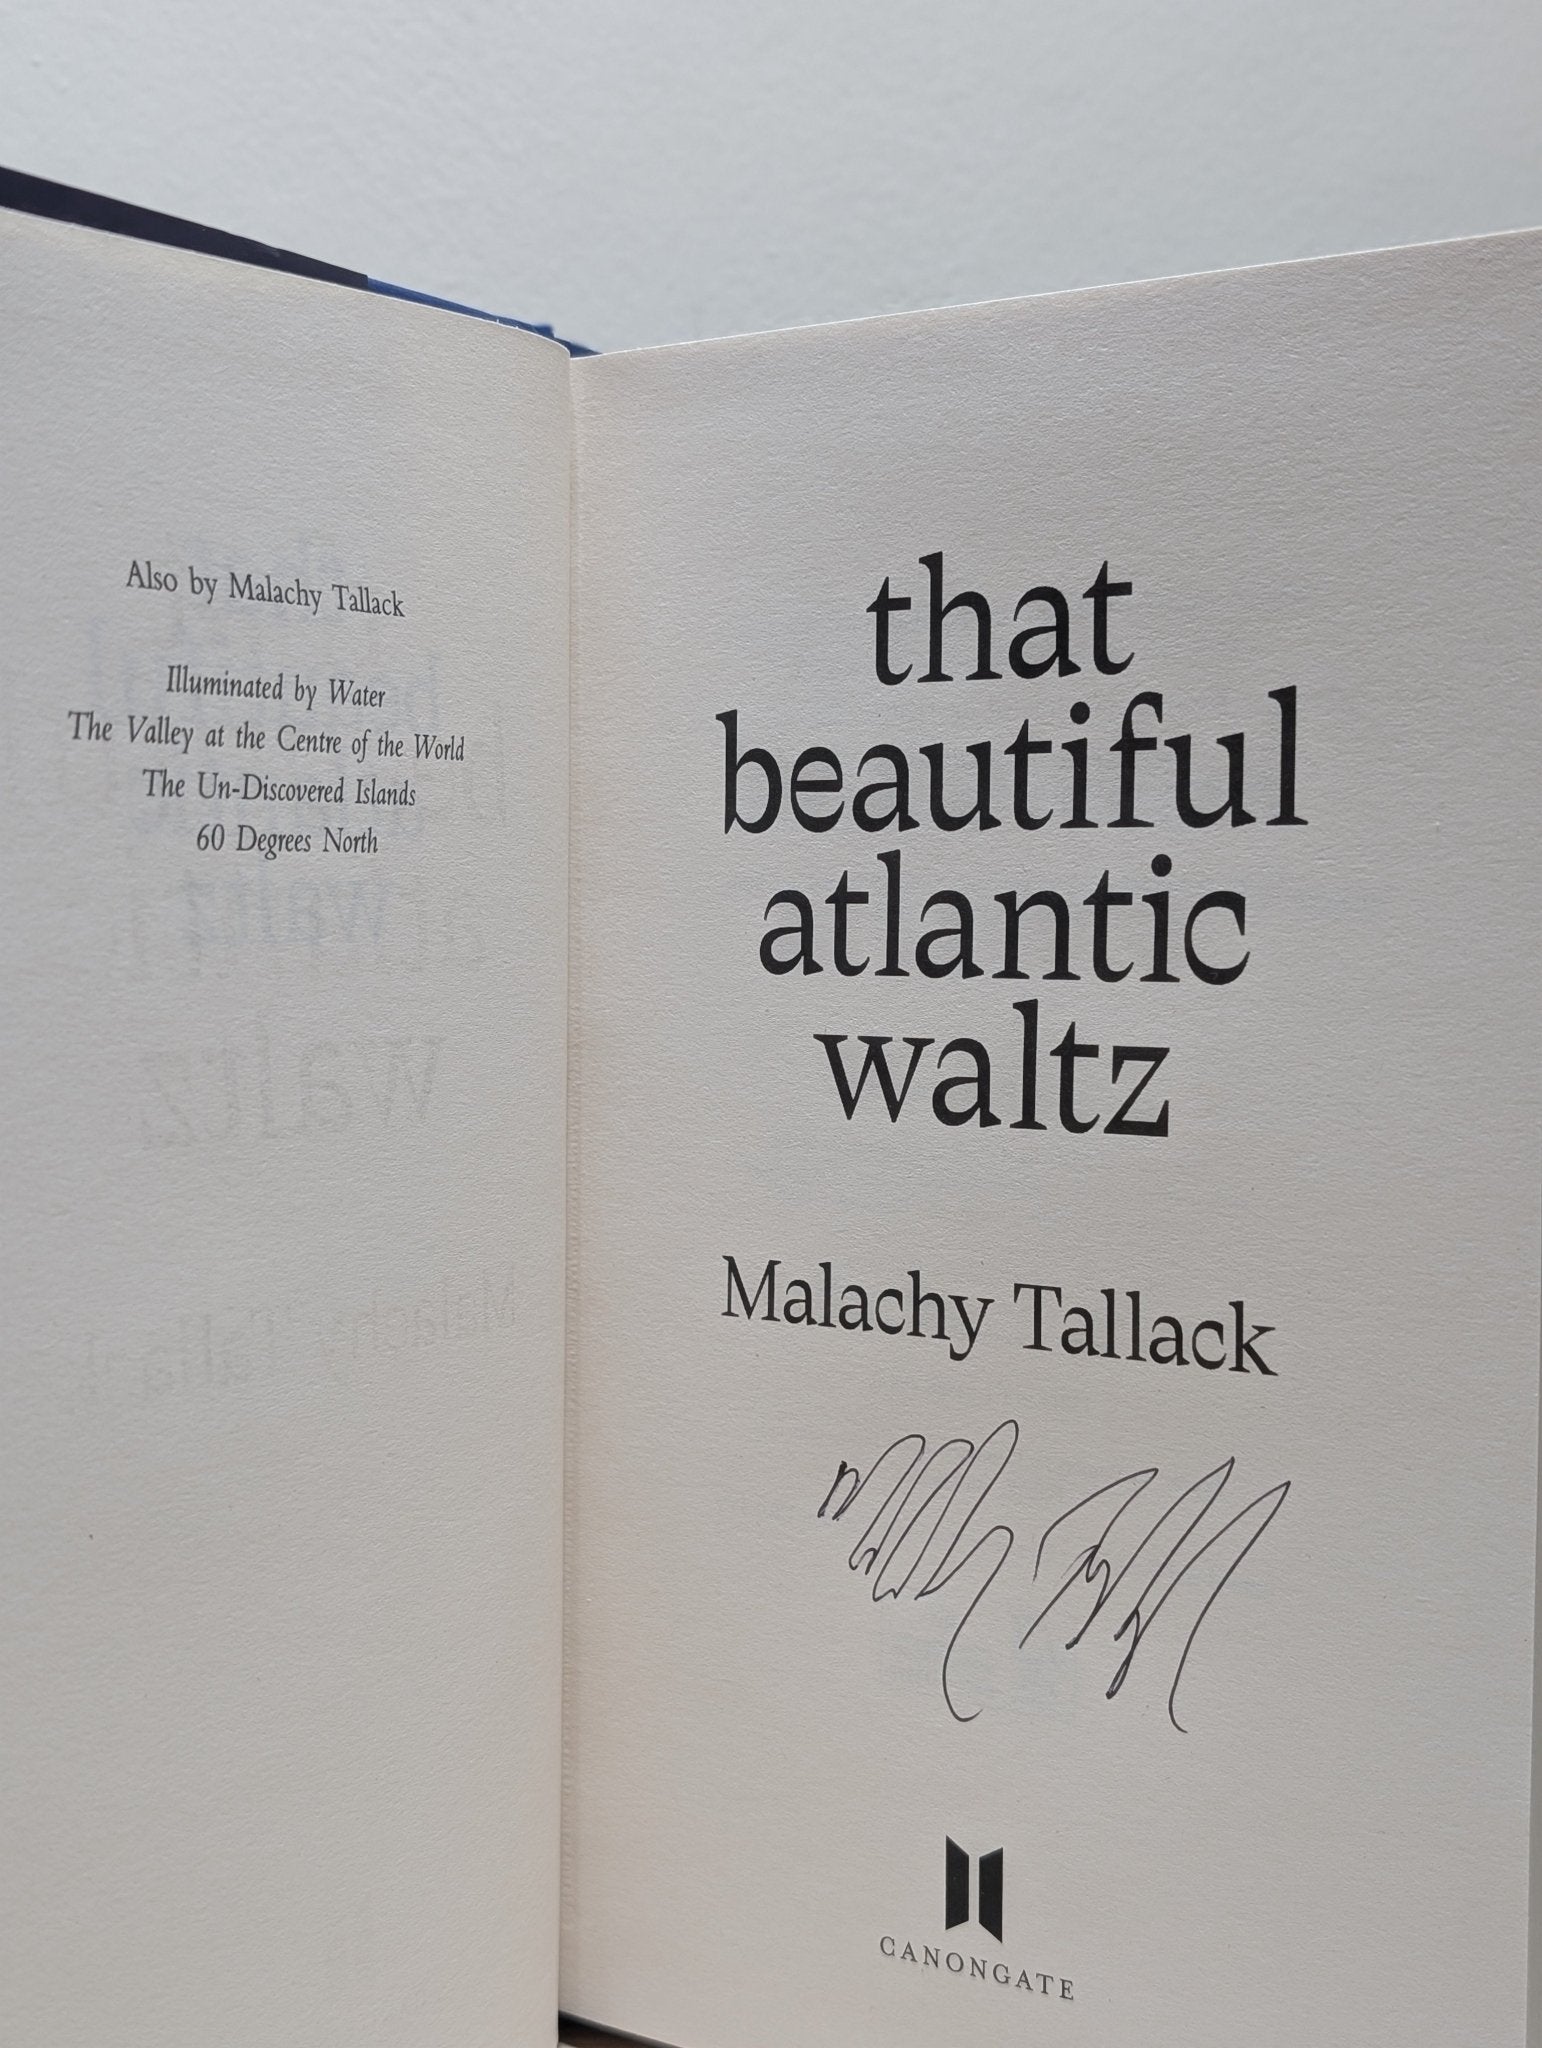 Also by Malachy Tallack
Illuminated by Water
The Valley at the Centre of the World
The Un-Discovered Islands
60 Degrees North
that
beautiful
atlantic
waltz
Malachy Tallack
CANONGATE